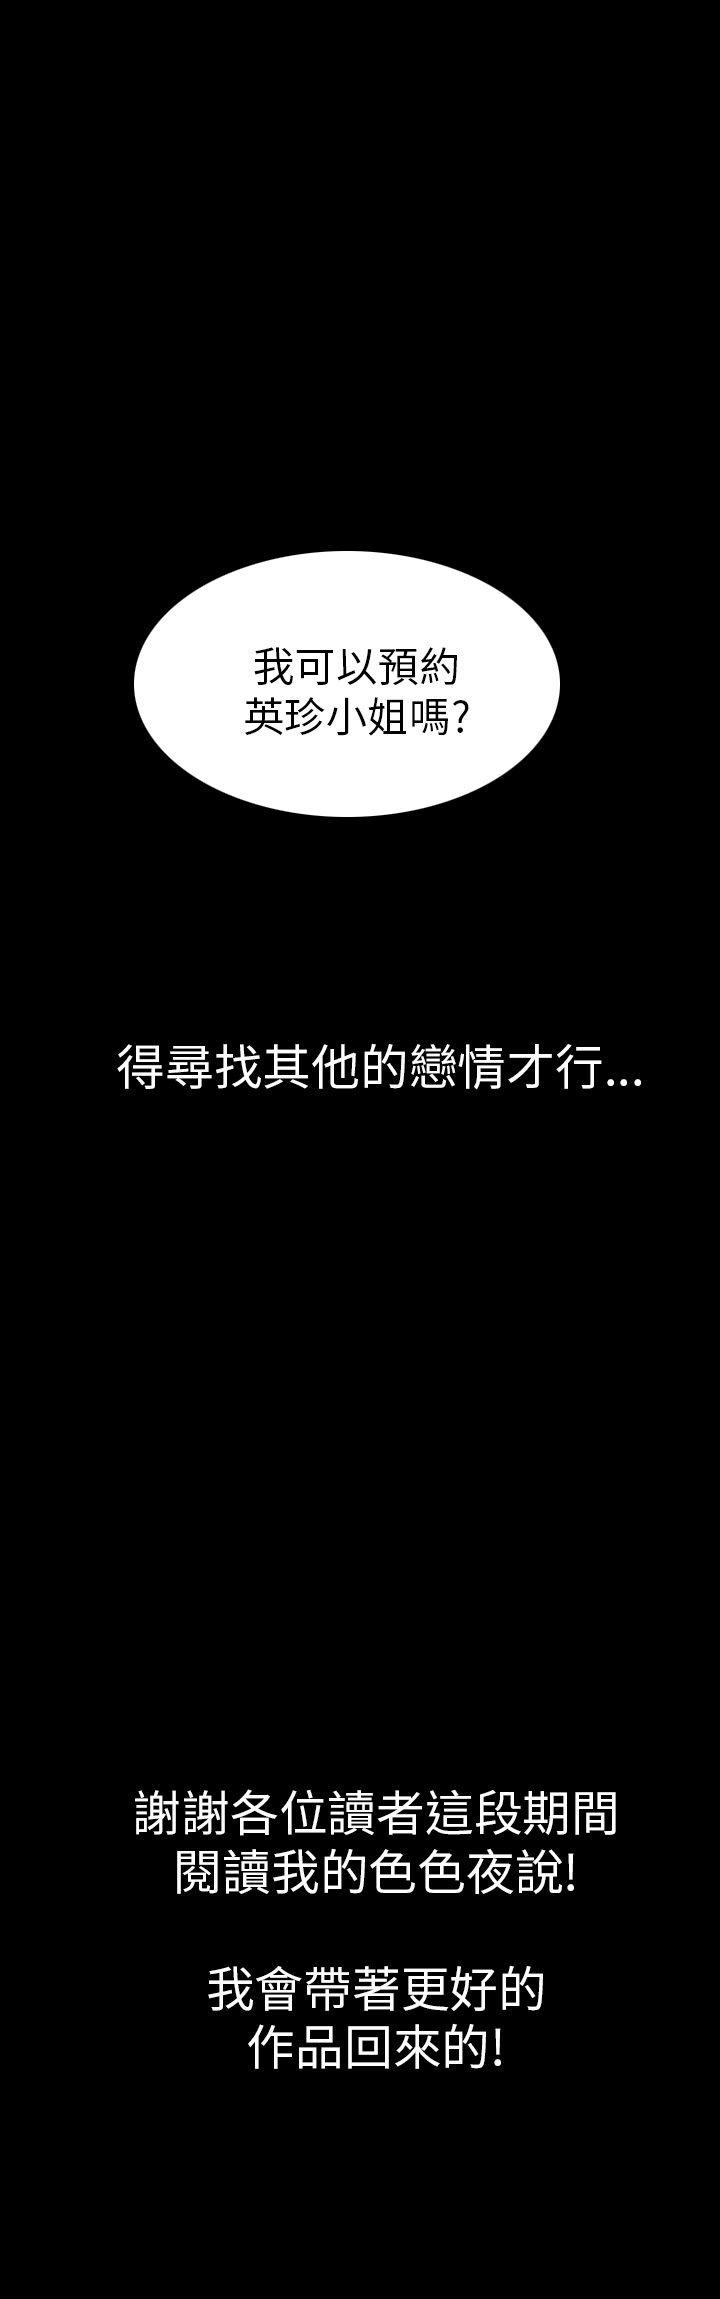 我可以預約
英珍小姐嗎?
得尋找其他的戀情才行...
謝謝各位讀者這段期間
閱讀我的色色夜說!
我會帶著更好的
作品回來的!